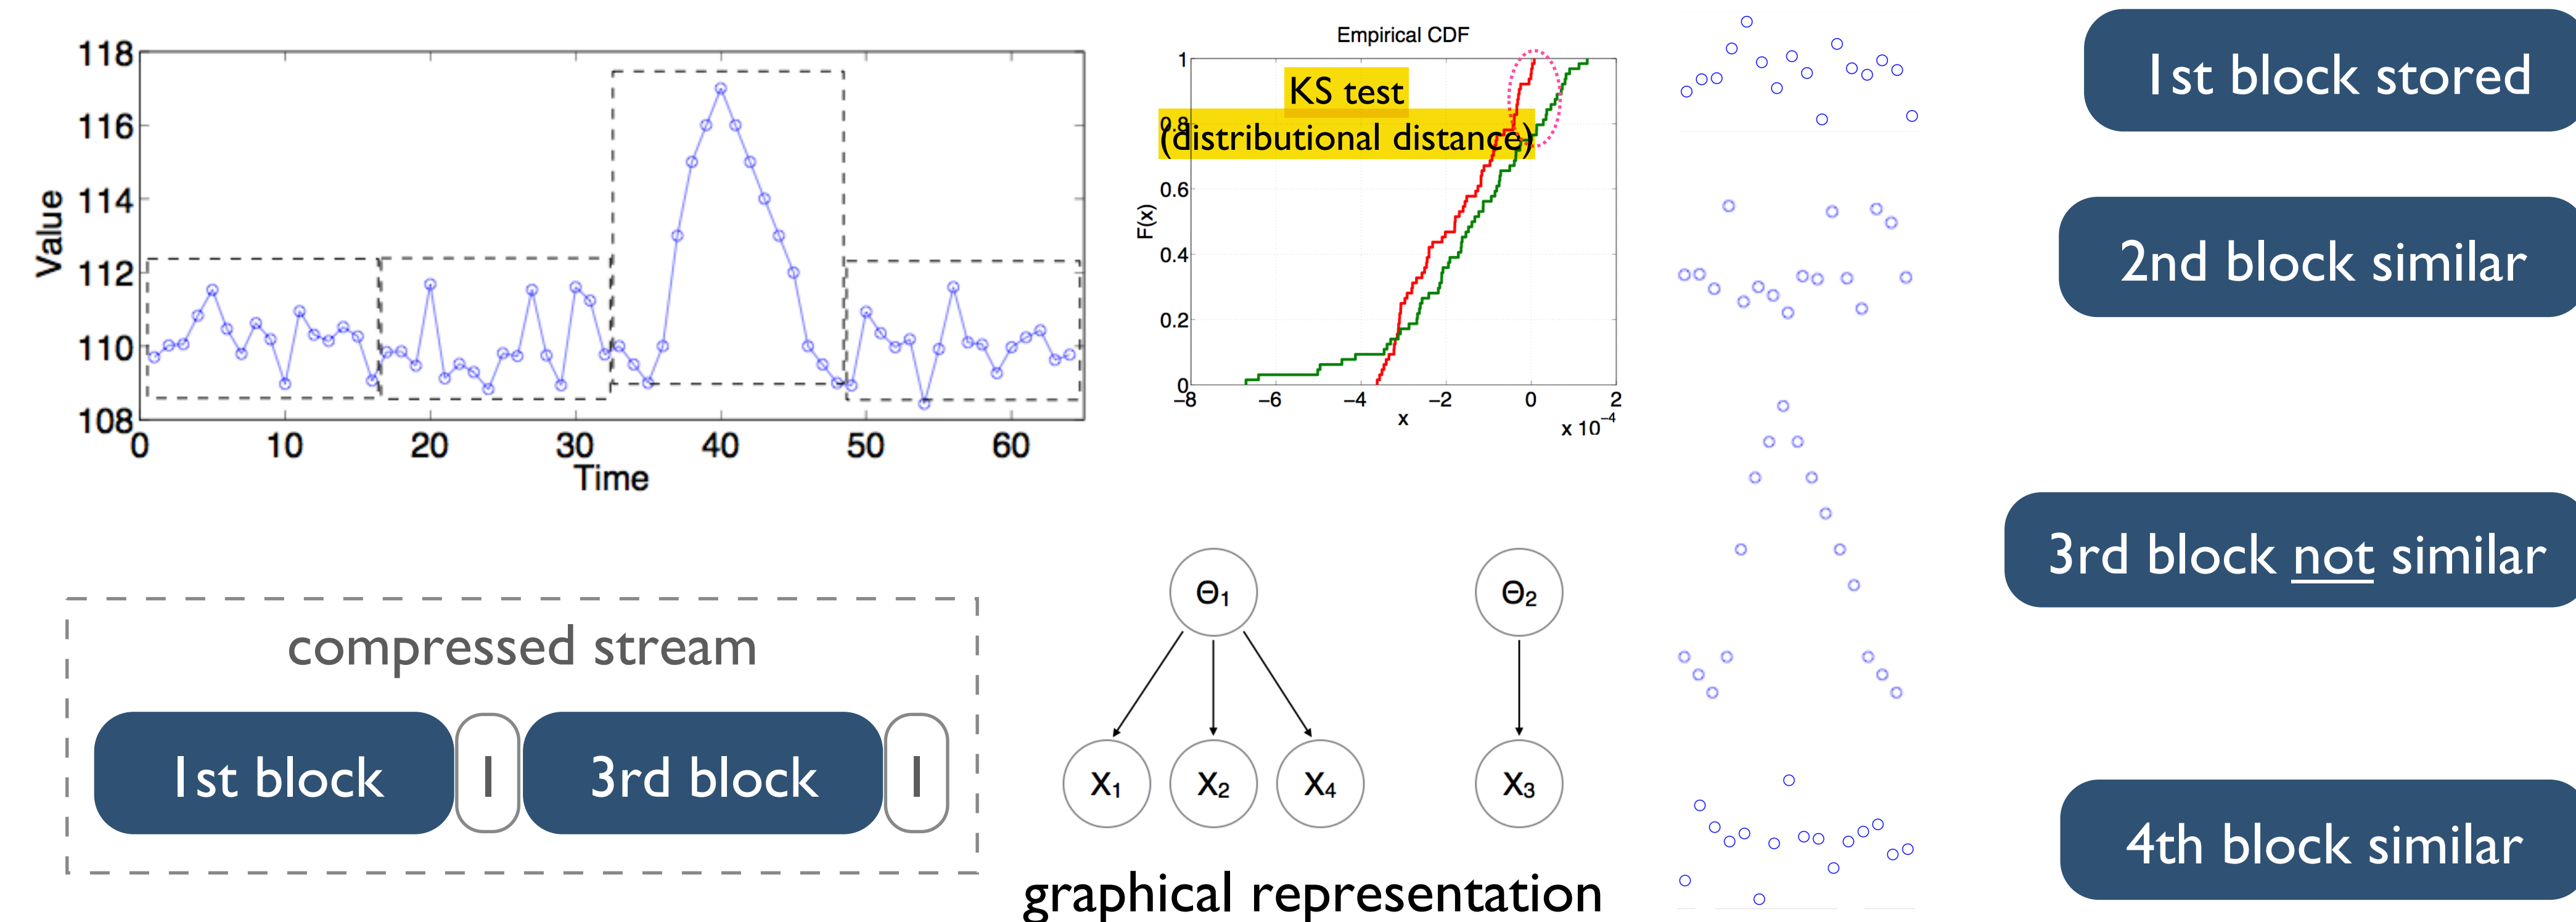 118
116
114
112
110
108
Value
0 10 20 30 40 50 60
Time
Empirical CDF
KS test
(distributional distance)
1
0.8
0.6
0.4
0.2
0
F(x)
−8 −6 −4 −2 0 2
x
x 10⁻⁴
1st block stored
2nd block similar
3rd block not similar
4th block similar
compressed stream
1st block 1 3rd block 1
Θ₁ Θ₂
X₁ X₂ X₄ X₃
graphical representation